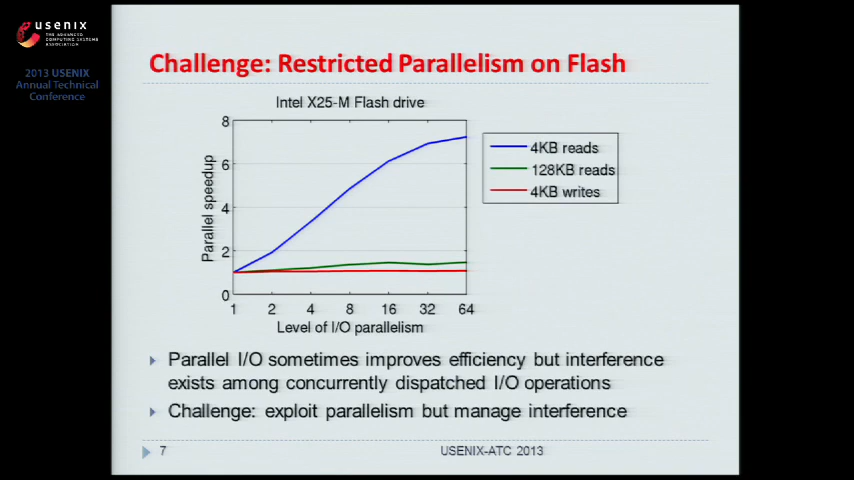 usenix
THE ADVANCED
COMPUTING SYSTEMS
ASSOCIATION
2013 USENIX
Annual Technical
Conference
Challenge: Restricted Parallelism on Flash
Intel X25-M Flash drive
8
6
4
2
0
Parallel speedup
1 2 4 8 16 32 64
Level of I/O parallelism
4KB reads
128KB reads
4KB writes
Parallel I/O sometimes improves efficiency but interference
exists among concurrently dispatched I/O operations
Challenge: exploit parallelism but manage interference
7
USENIX-ATC 2013